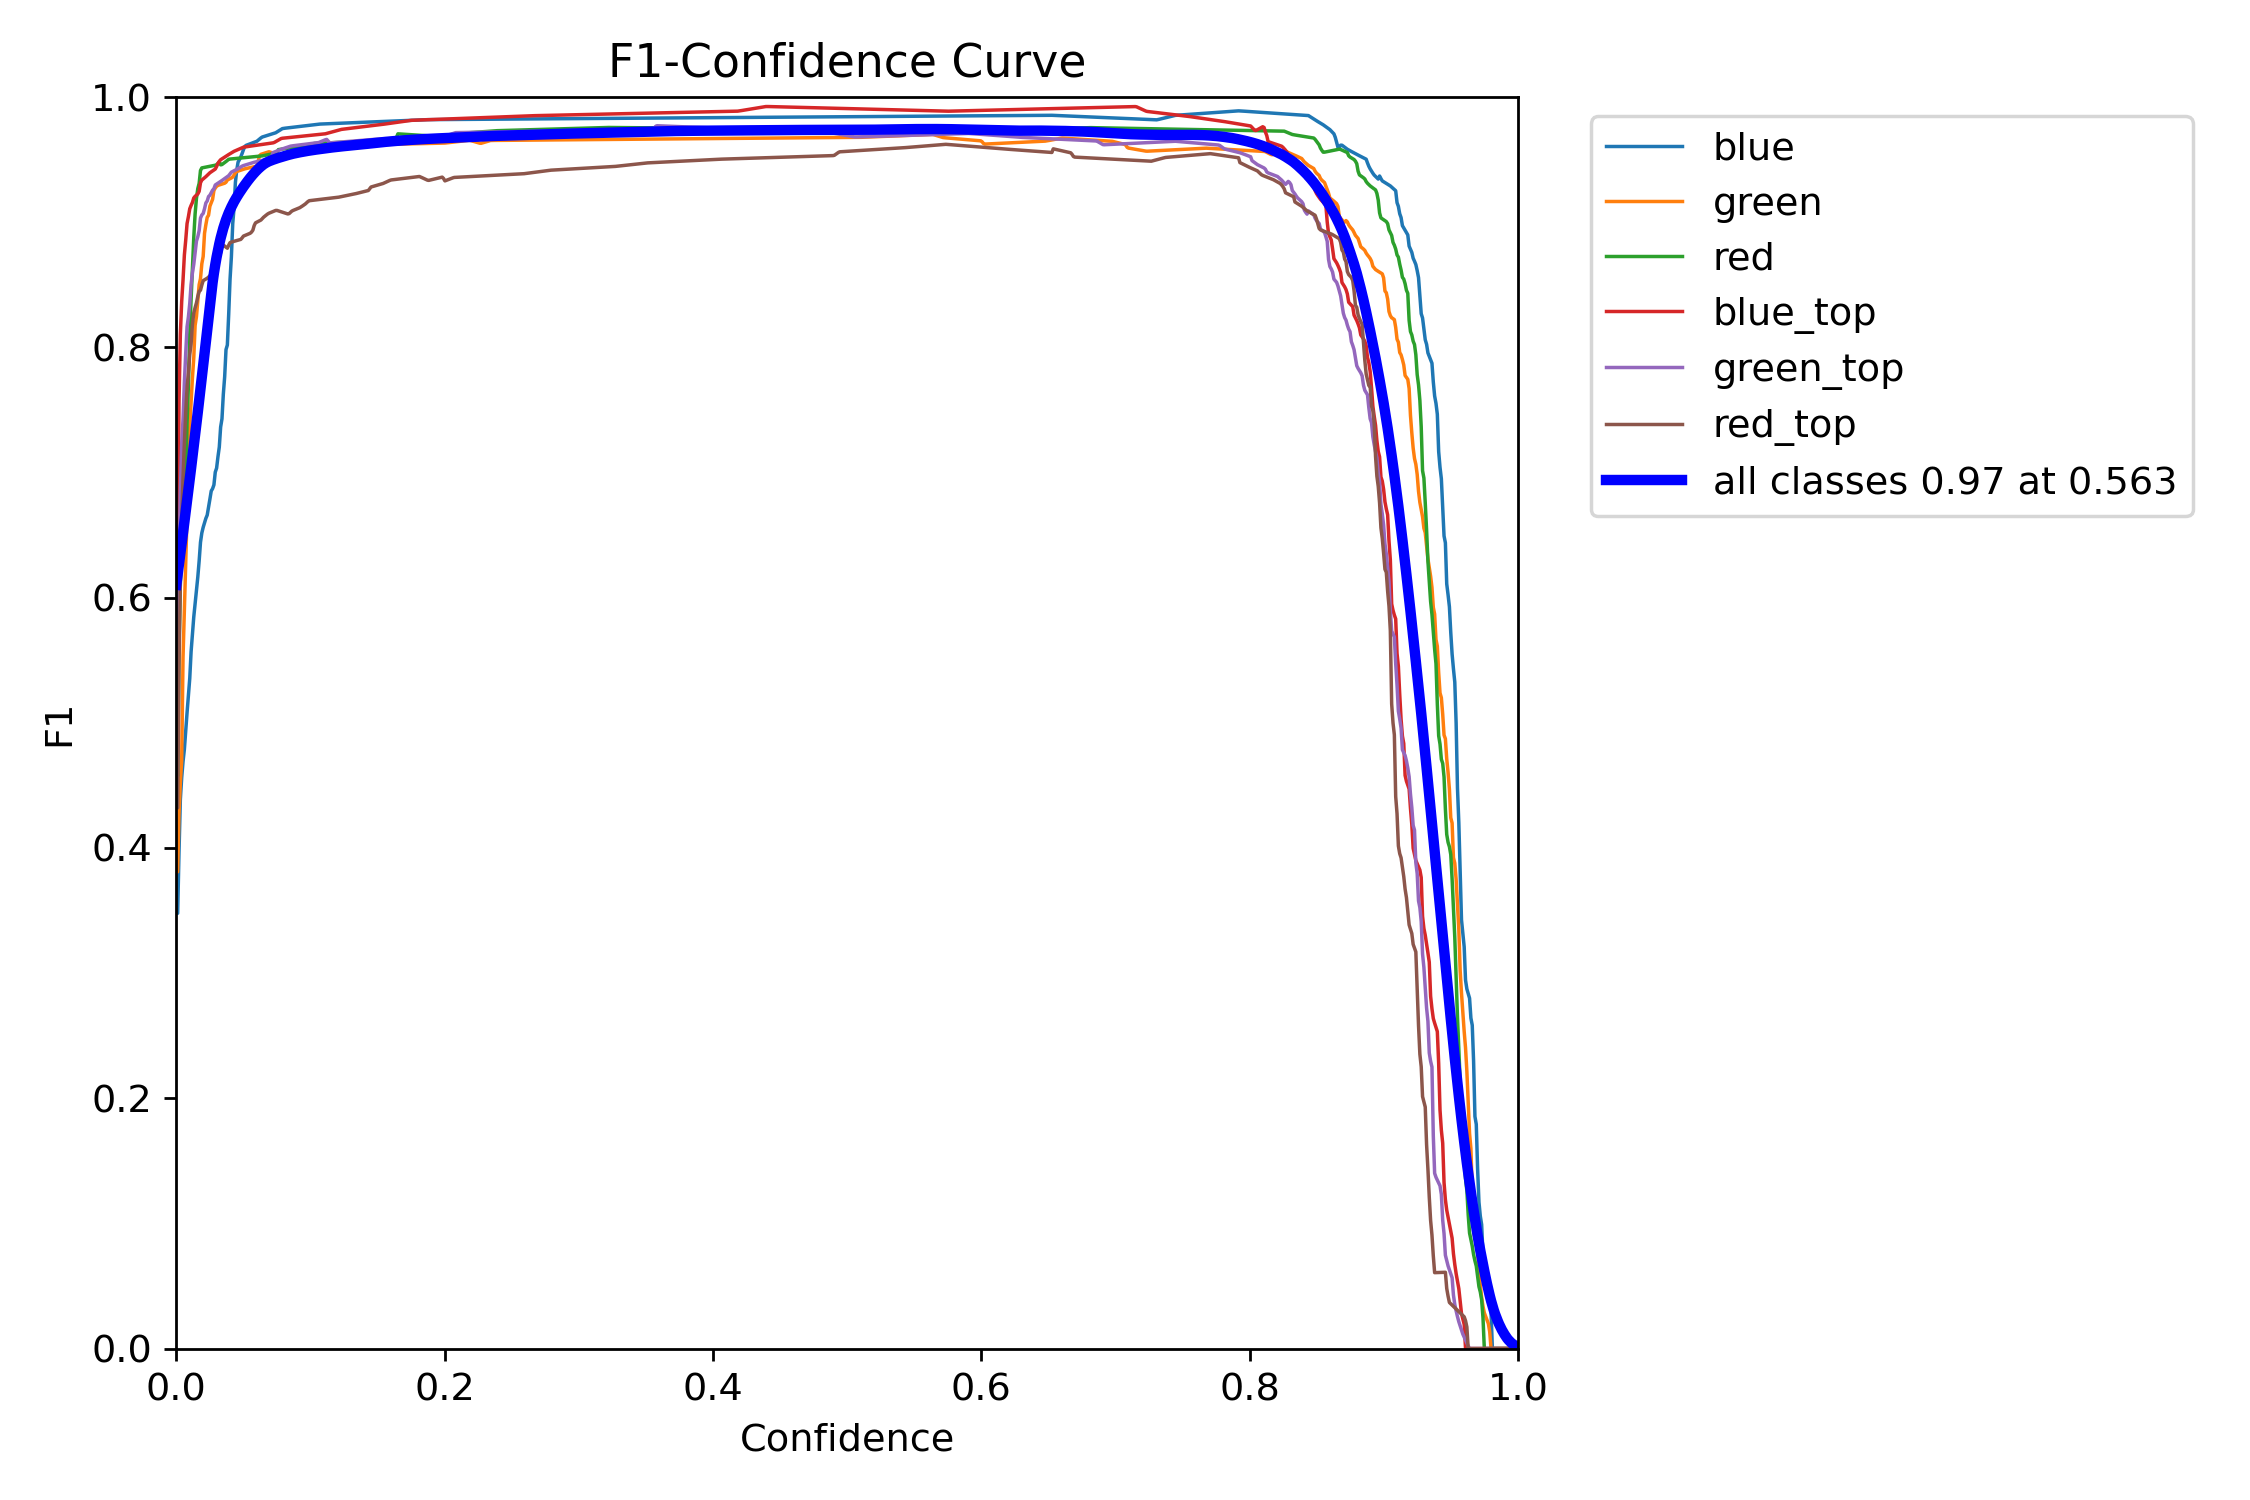 F1-Confidence Curve
1.0
0.8
0.6
0.4
0.2
0.0
F1
0.0 0.2 0.4 0.6 0.8 1.0
Confidence
blue
green
red
blue_top
green_top
red_top
all classes 0.97 at 0.563